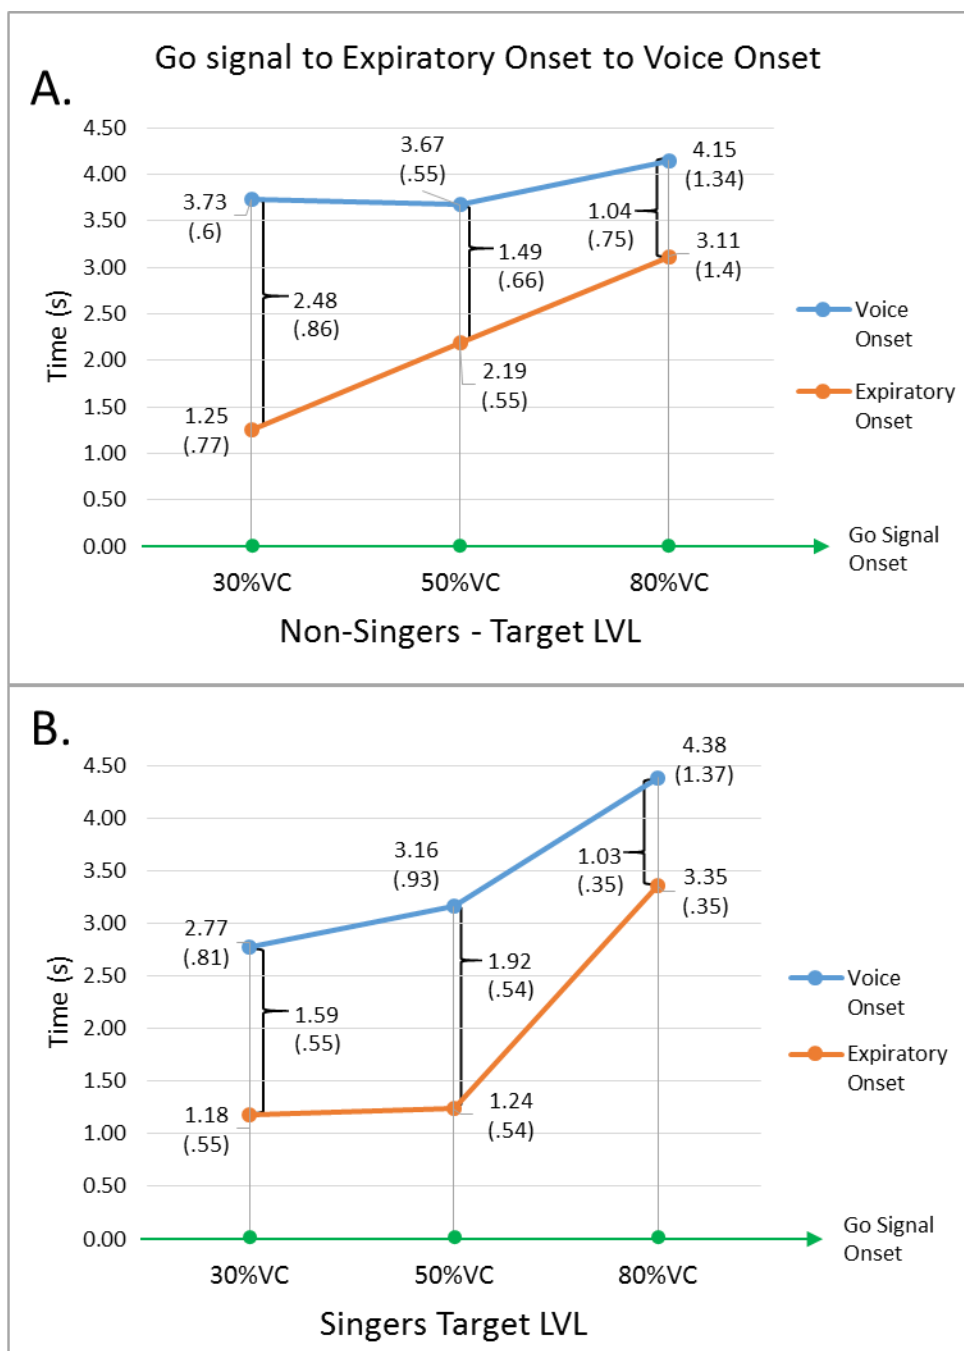 Go signal to Expiratory Onset to Voice Onset
A.
4.50
4.00
3.50
3.00
2.50
2.00
1.50
1.00
0.50
0.00
Time (s)
3.73
(.6)
3.67
(.55)
4.15
(1.34)
2.48
(.86)
1.49
(.66)
1.04
(.75)
1.25
(.77)
2.19
(.55)
3.11
(1.4)
Voice
Onset
Expiratory
Onset
Go Signal
Onset
30%VC
50%VC
80%VC
Non-Singers - Target LVL
B.
4.50
4.00
3.50
3.00
2.50
2.00
1.50
1.00
0.50
0.00
Time (s)
2.77
(.81)
3.16
(.93)
4.38
(1.37)
1.59
(.55)
1.92
(.54)
1.03
(.35)
1.18
(.55)
1.24
(.54)
3.35
(.35)
Voice
Onset
Expiratory
Onset
Go Signal
Onset
30%VC
50%VC
80%VC
Singers Target LVL